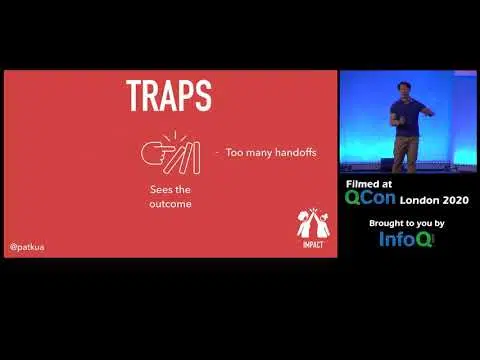 TRAPS
- Too many handoffs
Sees the
outcome
IMPACT
@patkua
Filmed at
QCon London 2020
Brought to you by
InfoQ